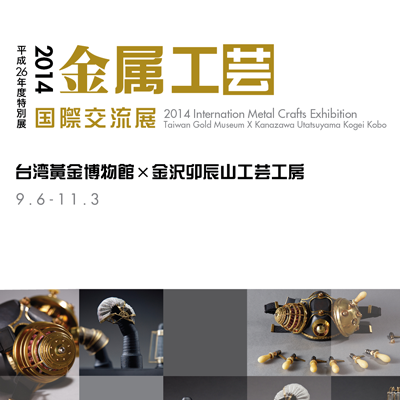 平成26年度特別展
2014
金属工芸
国際交流展
2014 Internation Metal Crafts Exhibition
Taiwan Gold Museum X Kanazawa Utatsuyama Kogei Kobo
台湾黃金博物館×金沢卯辰山工芸工房
9.6-11.3